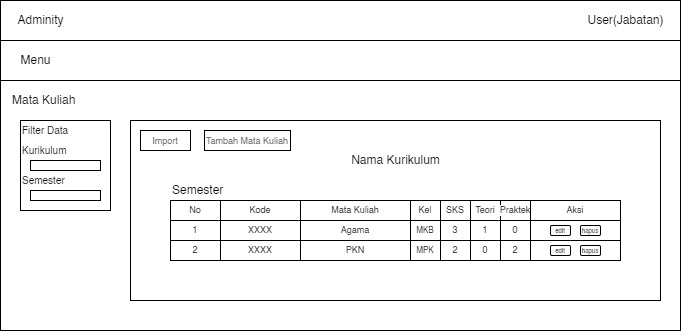 Adminity User(Jabatan)
Menu
Mata Kuliah
Filter Data
Kurikulum
Semester
Import Tambah Mata Kuliah
Nama Kurikulum
Semester
No Kode Mata Kuliah Kel SKS Teori Praktek Aksi
1 XXXX Agama MKB 3 1 0 edit hapus
2 XXXX PKN MPK 2 0 2 edit hapus